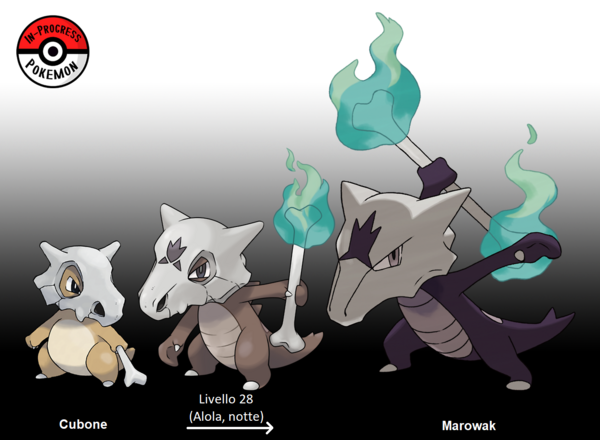 IN-PROGRESS
POKEMON
Livello 28
(Alola, notte)
Cubone
Marowak